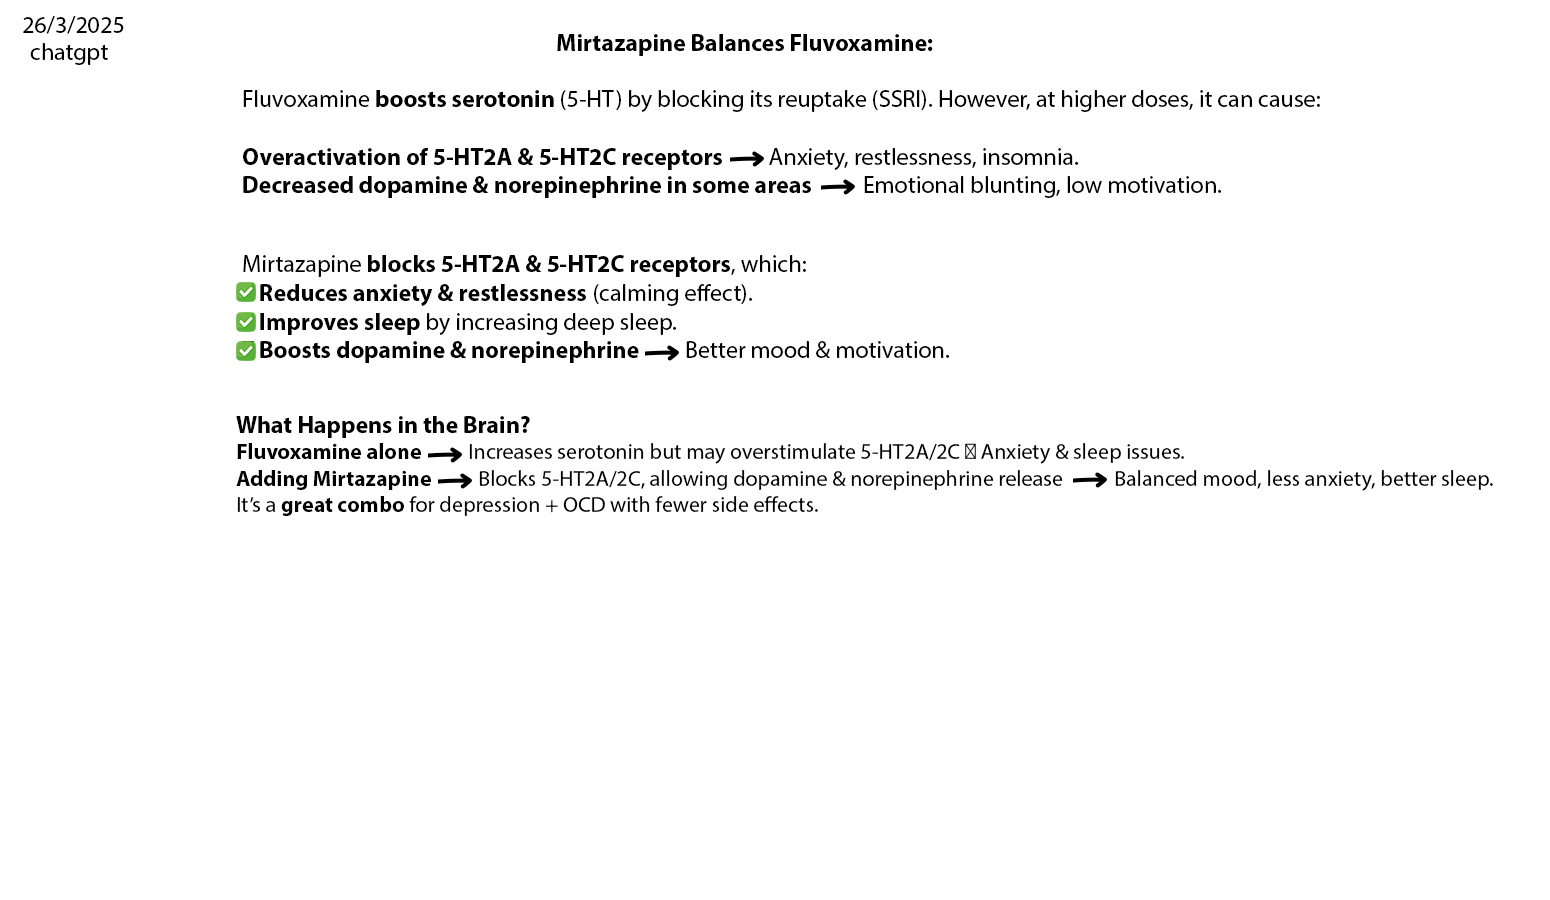 26/3/2025
chatgpt
Mirtazapine Balances Fluvoxamine:
Fluvoxamine boosts serotonin (5-HT) by blocking its reuptake (SSRI). However, at higher doses, it can cause:
Overactivation of 5-HT2A & 5-HT2C receptors → Anxiety, restlessness, insomnia.
Decreased dopamine & norepinephrine in some areas → Emotional blunting, low motivation.
Mirtazapine blocks 5-HT2A & 5-HT2C receptors, which:
✅ Reduces anxiety & restlessness (calming effect).
✅ Improves sleep by increasing deep sleep.
✅ Boosts dopamine & norepinephrine → Better mood & motivation.
What Happens in the Brain?
Fluvoxamine alone → Increases serotonin but may overstimulate 5-HT2A/2C Anxiety & sleep issues.
Adding Mirtazapine → Blocks 5-HT2A/2C, allowing dopamine & norepinephrine release → Balanced mood, less anxiety, better sleep.
It's a great combo for depression + OCD with fewer side effects.